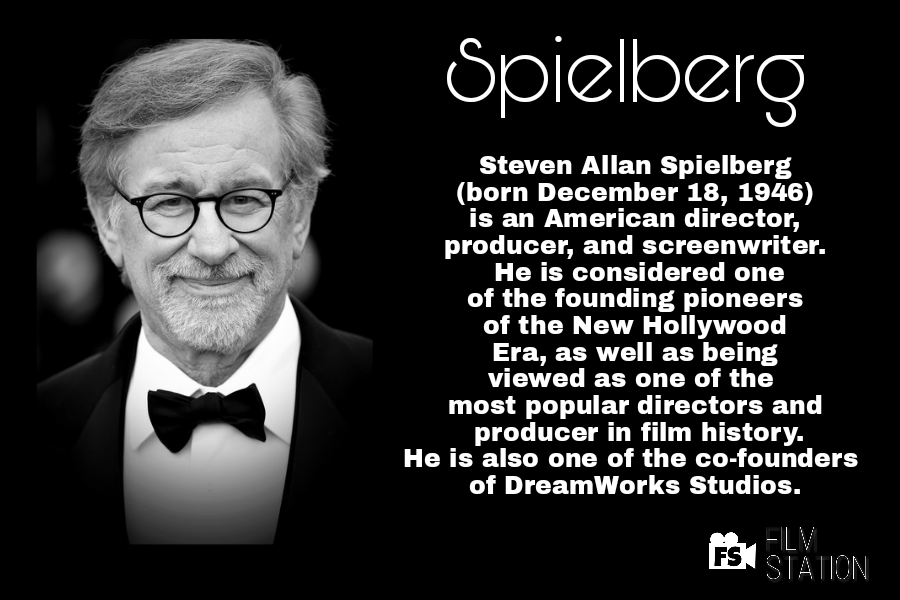 Spielberg
Steven Allan Spielberg
(born December 18, 1946)
is an American director,
producer, and screenwriter.
He is considered one
of the founding pioneers
of the New Hollywood
Era, as well as being
viewed as one of the
most popular directors and
producer in film history.
He is also one of the co-founders
of DreamWorks Studios.
FS
FILM
STATION